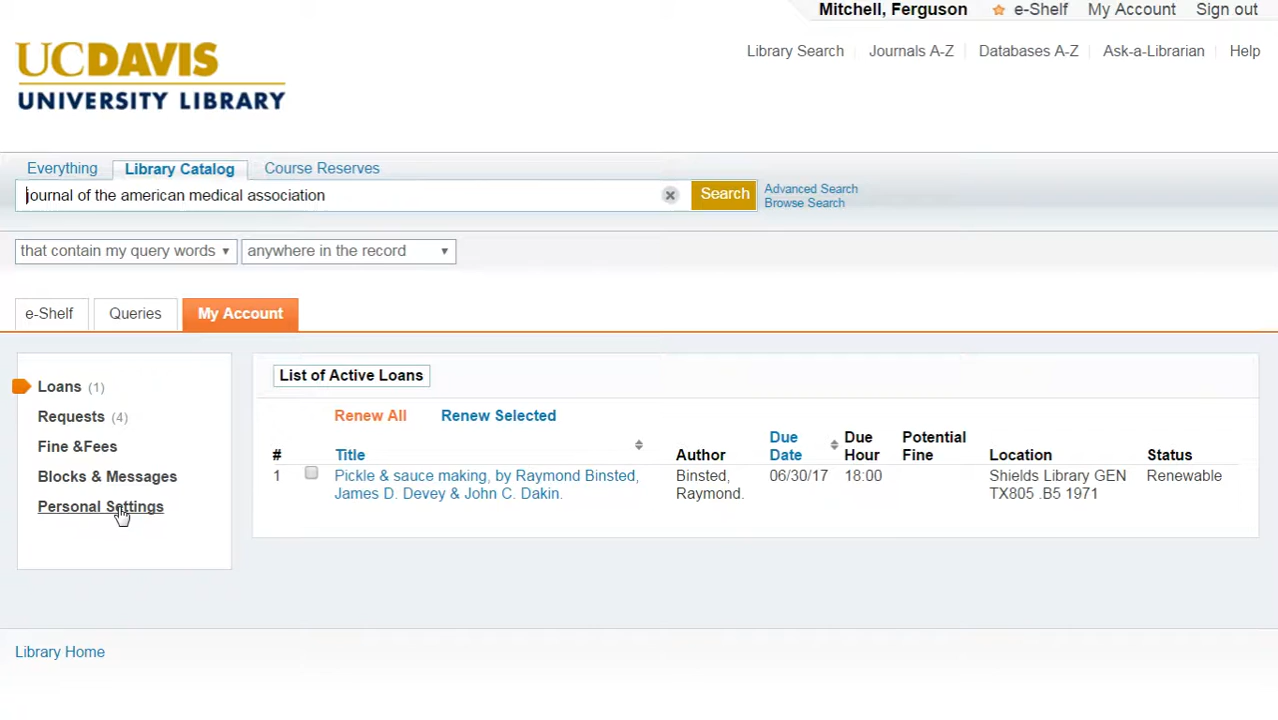 Mitchell, Ferguson e-Shelf My Account Sign out
UCDAVIS
UNIVERSITY LIBRARY
Library Search Journals A-Z Databases A-Z Ask-a-Librarian Help
Everything Library Catalog Course Reserves
journal of the american medical association Search
Advanced Search
Browse Search
that contain my query words anywhere in the record
e-Shelf Queries My Account
Loans (1)
Requests (4)
Fine &Fees
Blocks & Messages
Personal Settings
List of Active Loans
Renew All Renew Selected
# Title Author Due Date Due Hour Potential Fine Location Status
1 Pickle & sauce making, by Raymond Binsted, Binsted, 06/30/17 18:00 Shields Library GEN Renewable
James D. Devey & John C. Dakin. Raymond. TX805 .B5 1971
Library Home